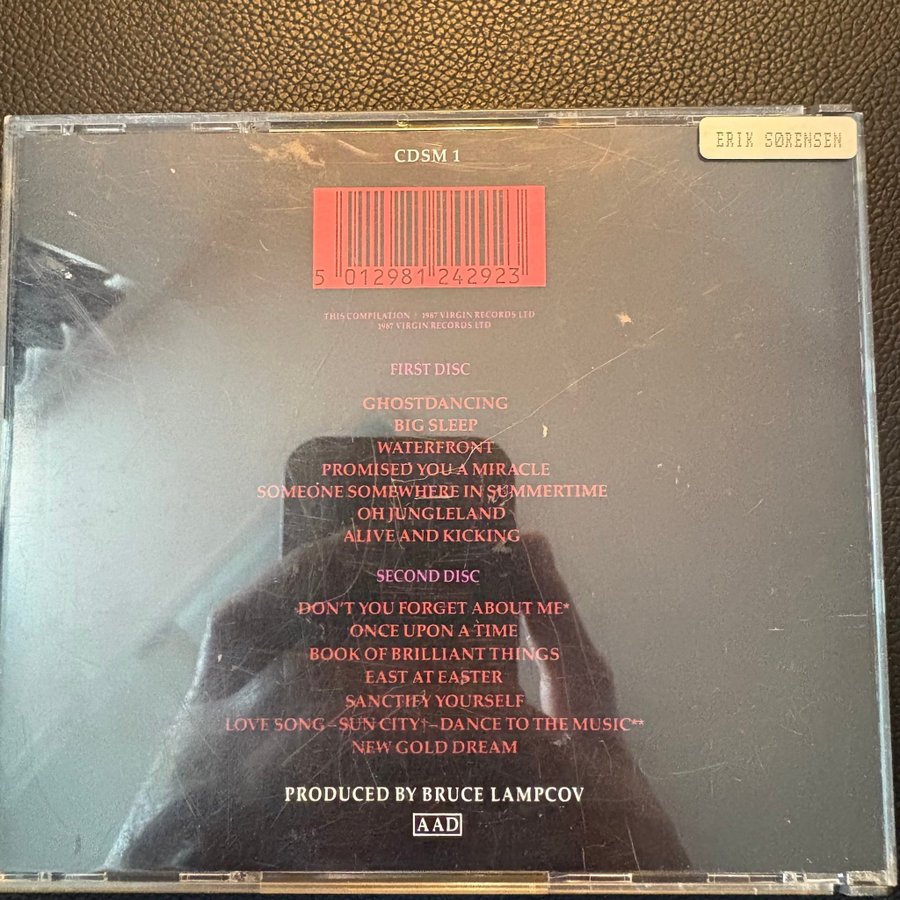 ERIK SØRENSEN
CDSM 1
5 012981 242923
THIS COMPILATION 1987 VIRGIN RECORDS LTD
1987 VIRGIN RECORDS LTD
FIRST DISC
GHOSTDANCING
BIG SLEEP
WATERFRONT
PROMISED YOU A MIRACLE
SOMEONE SOMEWHERE IN SUMMERTIME
OH JUNGLELAND
ALIVE AND KICKING
SECOND DISC
DON'T YOU FORGET ABOUT ME*
ONCE UPON A TIME
BOOK OF BRILLIANT THINGS
EAST AT EASTER
SANCTIFY YOURSELF
LOVE SONG–SUN CITY†–DANCE TO THE MUSIC**
NEW GOLD DREAM
PRODUCED BY BRUCE LAMPCOV
AAD